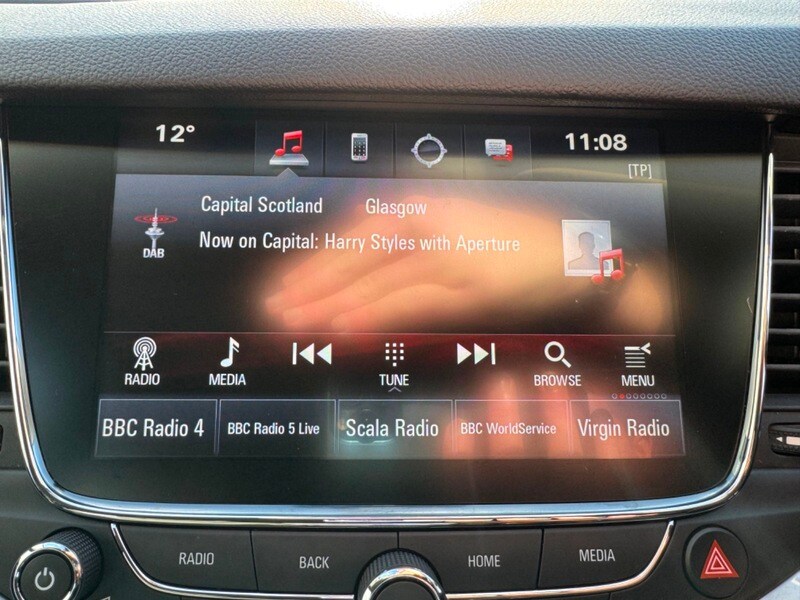 12° 11:08
[TP]
Capital Scotland Glasgow
Now on Capital: Harry Styles with Aperture
DAB
RADIO MEDIA TUNE BROWSE MENU
BBC Radio 4 BBC Radio 5 Live Scala Radio BBC WorldService Virgin Radio
RADIO BACK HOME MEDIA